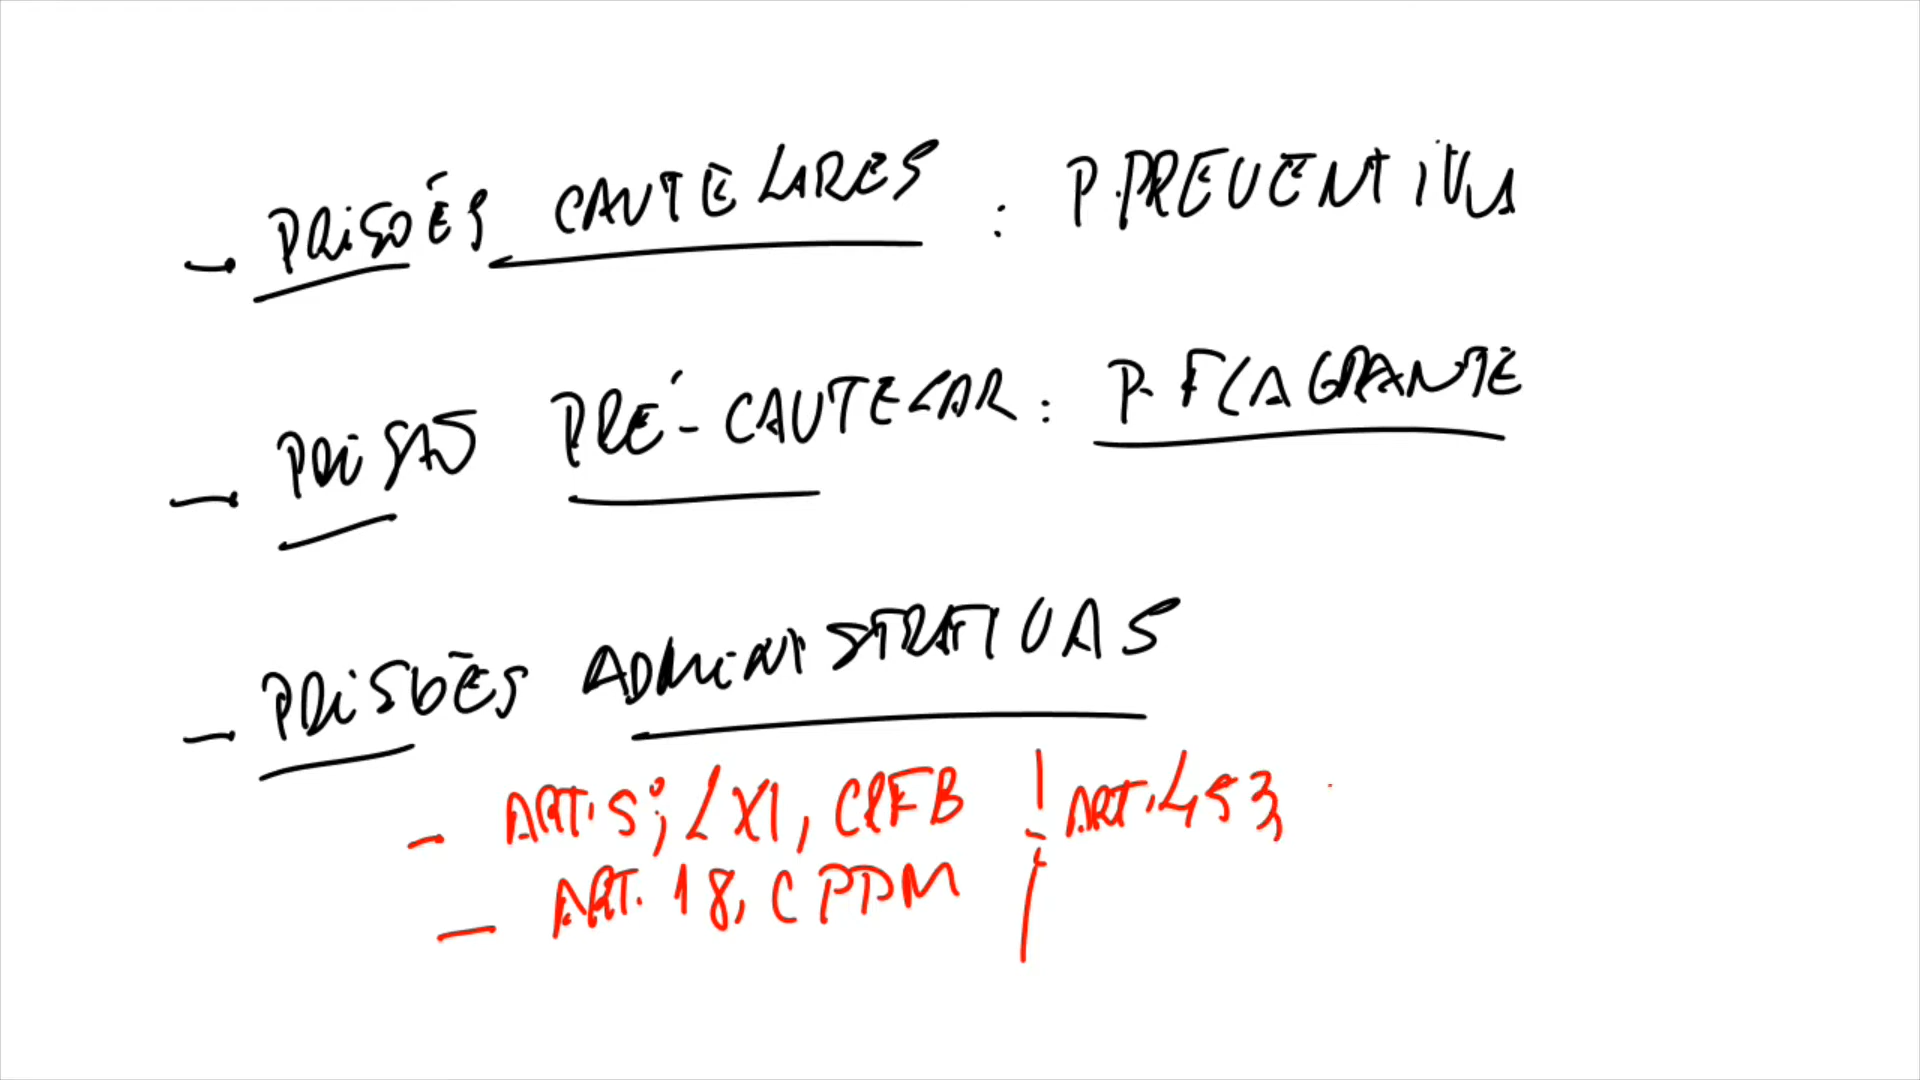 - PRISÕES CAUTELARES : P. PREVENTIVA
- PRISÃO PRÉ-CAUTELAR : P. FLAGRANTE
- PRISÕES ADMINISTRATIVAS
- ART. 5º, LXI, CRFB
- ART. 18, CPPM
- ART. 453,